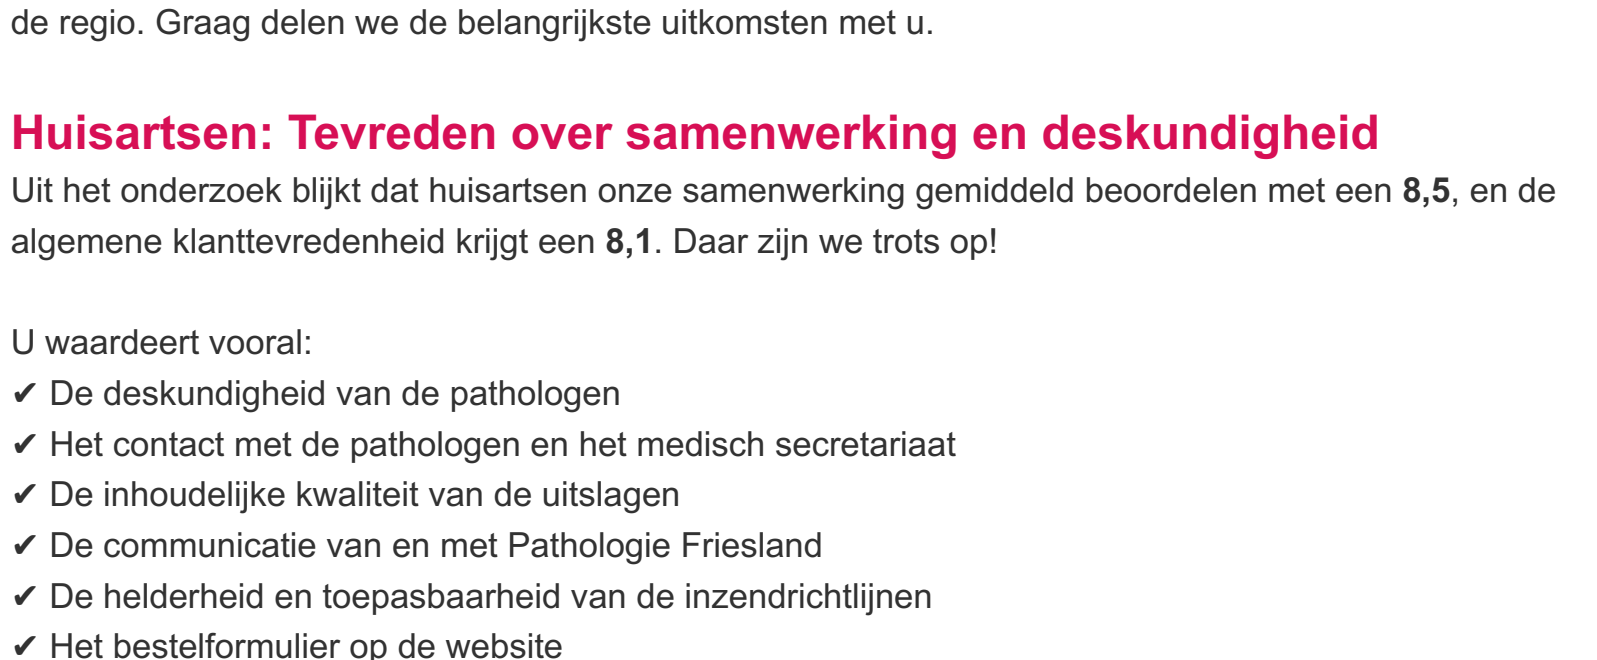 de regio. Graag delen we de belangrijkste uitkomsten met u.
Huisartsen: Tevreden over samenwerking en deskundigheid
Uit het onderzoek blijkt dat huisartsen onze samenwerking gemiddeld beoordelen met een 8,5, en de
algemene klanttevredenheid krijgt een 8,1. Daar zijn we trots op!
U waardeert vooral:
✔ De deskundigheid van de pathologen
✔ Het contact met de pathologen en het medisch secretariaat
✔ De inhoudelijke kwaliteit van de uitslagen
✔ De communicatie van en met Pathologie Friesland
✔ De helderheid en toepasbaarheid van de inzendrichtlijnen
✔ Het bestelformulier op de website